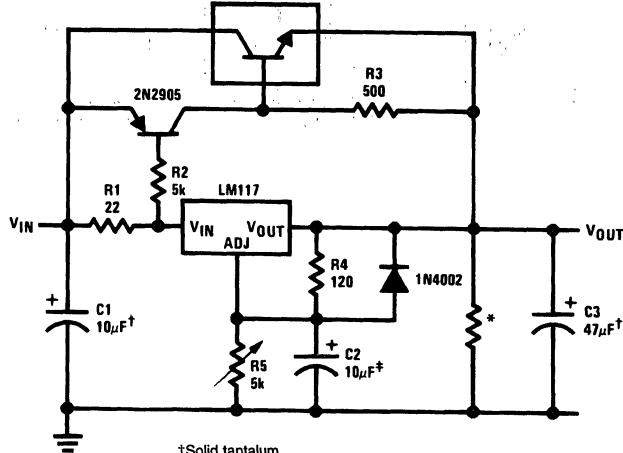 R3
500
2N2905
R2
5k
R1
22
LM117
VIN
VIN
VOUT
ADJ
VOUT
R4
120
1N4002
*
C1
10µF†
C2
10µF‡
R5
5k
C3
47µF†
†Solid tantalum